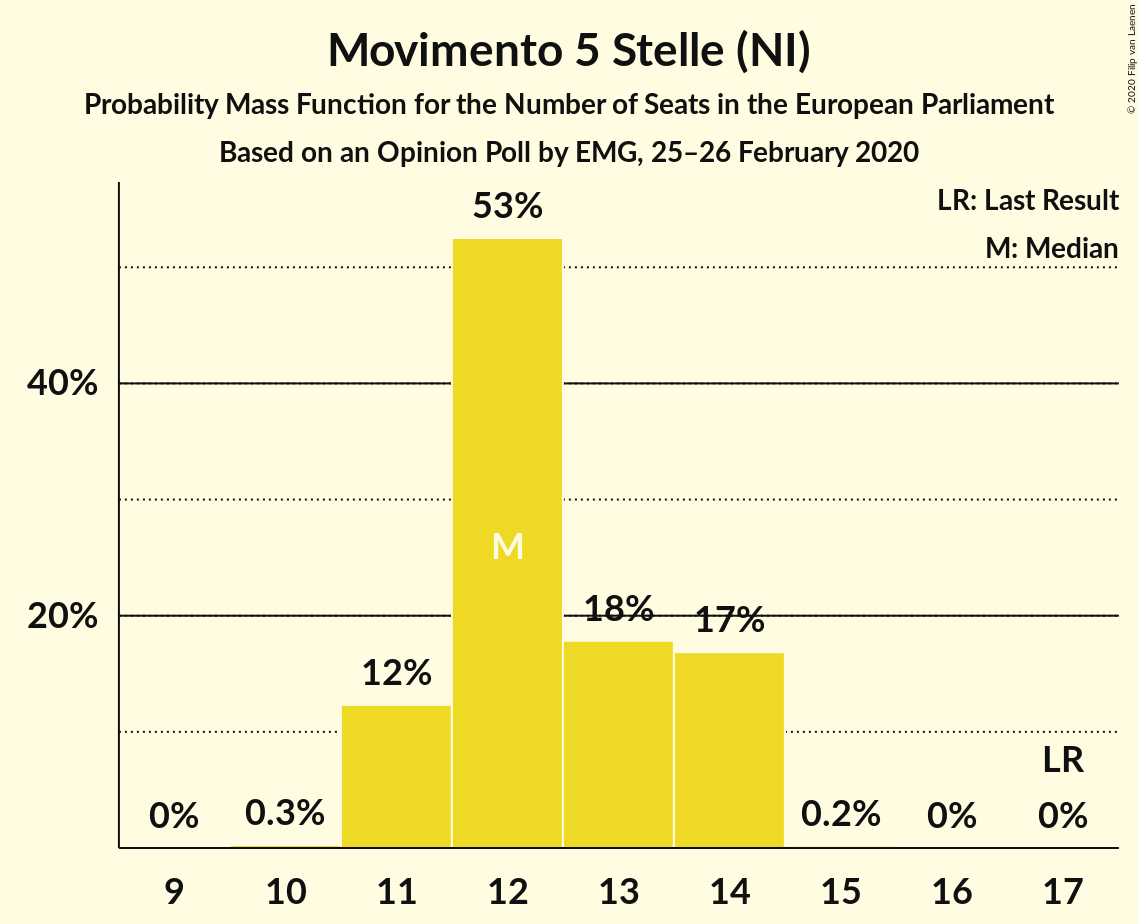 Movimento 5 Stelle (NI)
Probability Mass Function for the Number of Seats in the European Parliament
Based on an Opinion Poll by EMG, 25–26 February 2020
© 2020 Filip van Laenen
LR: Last Result
M: Median
53%
40%
M
20%
18%
17%
12%
LR
0%
0.3%
0.2%
0%
0%
9 10 11 12 13 14 15 16 17